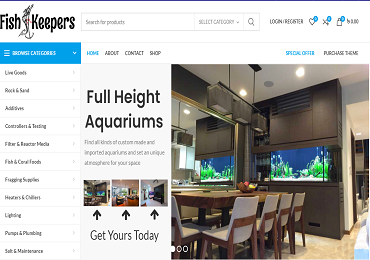 Fish Keepers
Search for products
SELECT CATEGORY
LOGIN / REGISTER
0
0
0
0.00
BROWSE CATEGORIES
HOME
ABOUT
CONTACT
SHOP
SPECIAL OFFER
PURCHASE THEME
Live Goods
Rock & Sand
Additives
Controllers & Testing
Filter & Reactor Media
Fish & Coral Foods
Fragging Supplies
Heaters & Chillers
Lighting
Pumps & Plumbing
Salt & Maintenance
Full Height
Aquariums
Find all kinds of custom made and
imported aquariums and set an unique
atmosphere for your space
Get Yours Today